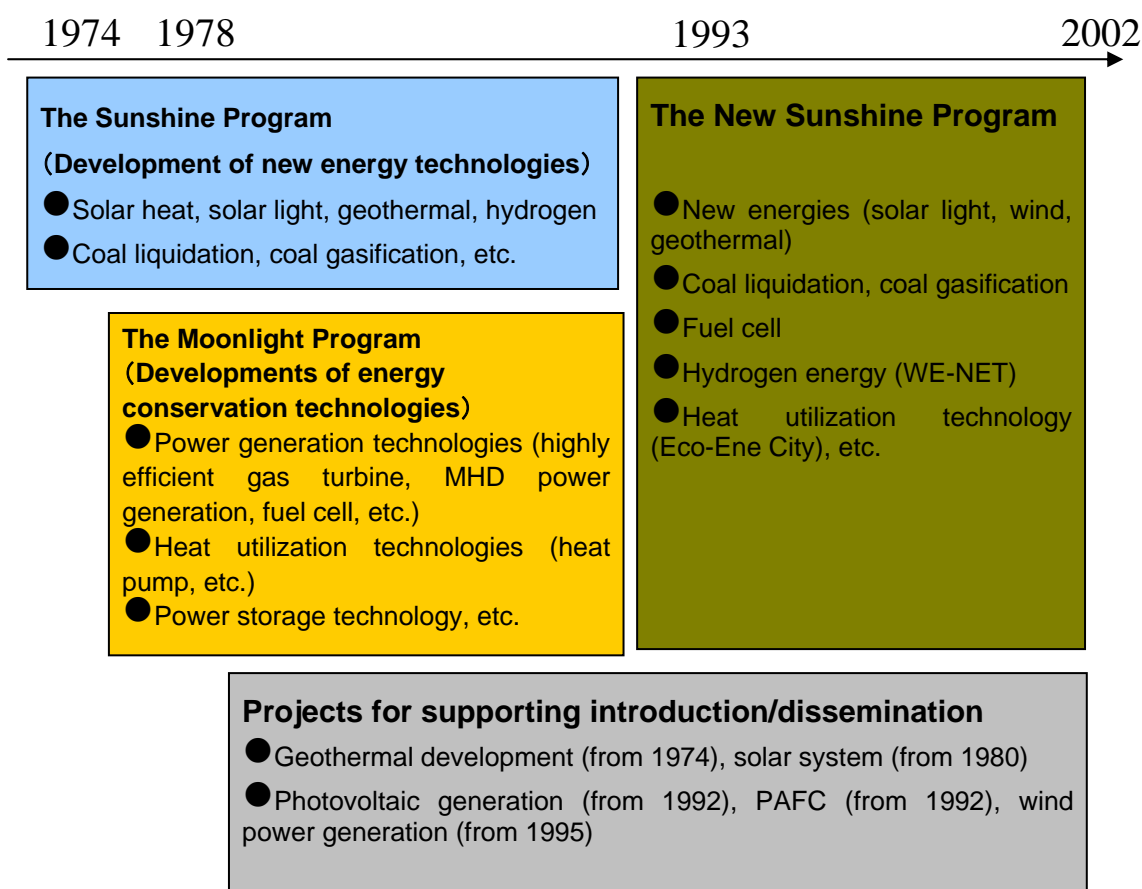 1974 1978 1993 2002
The Sunshine Program
（Development of new energy technologies）
●Solar heat, solar light, geothermal, hydrogen
●Coal liquidation, coal gasification, etc.
The Moonlight Program
（Developments of energy
conservation technologies）
●Power generation technologies (highly
efficient gas turbine, MHD power
generation, fuel cell, etc.)
●Heat utilization technologies (heat
pump, etc.)
●Power storage technology, etc.
The New Sunshine Program
●New energies (solar light, wind,
geothermal)
●Coal liquidation, coal gasification
●Fuel cell
●Hydrogen energy (WE-NET)
●Heat utilization technology
(Eco-Ene City), etc.
Projects for supporting introduction/dissemination
●Geothermal development (from 1974), solar system (from 1980)
●Photovoltaic generation (from 1992), PAFC (from 1992), wind
power generation (from 1995)